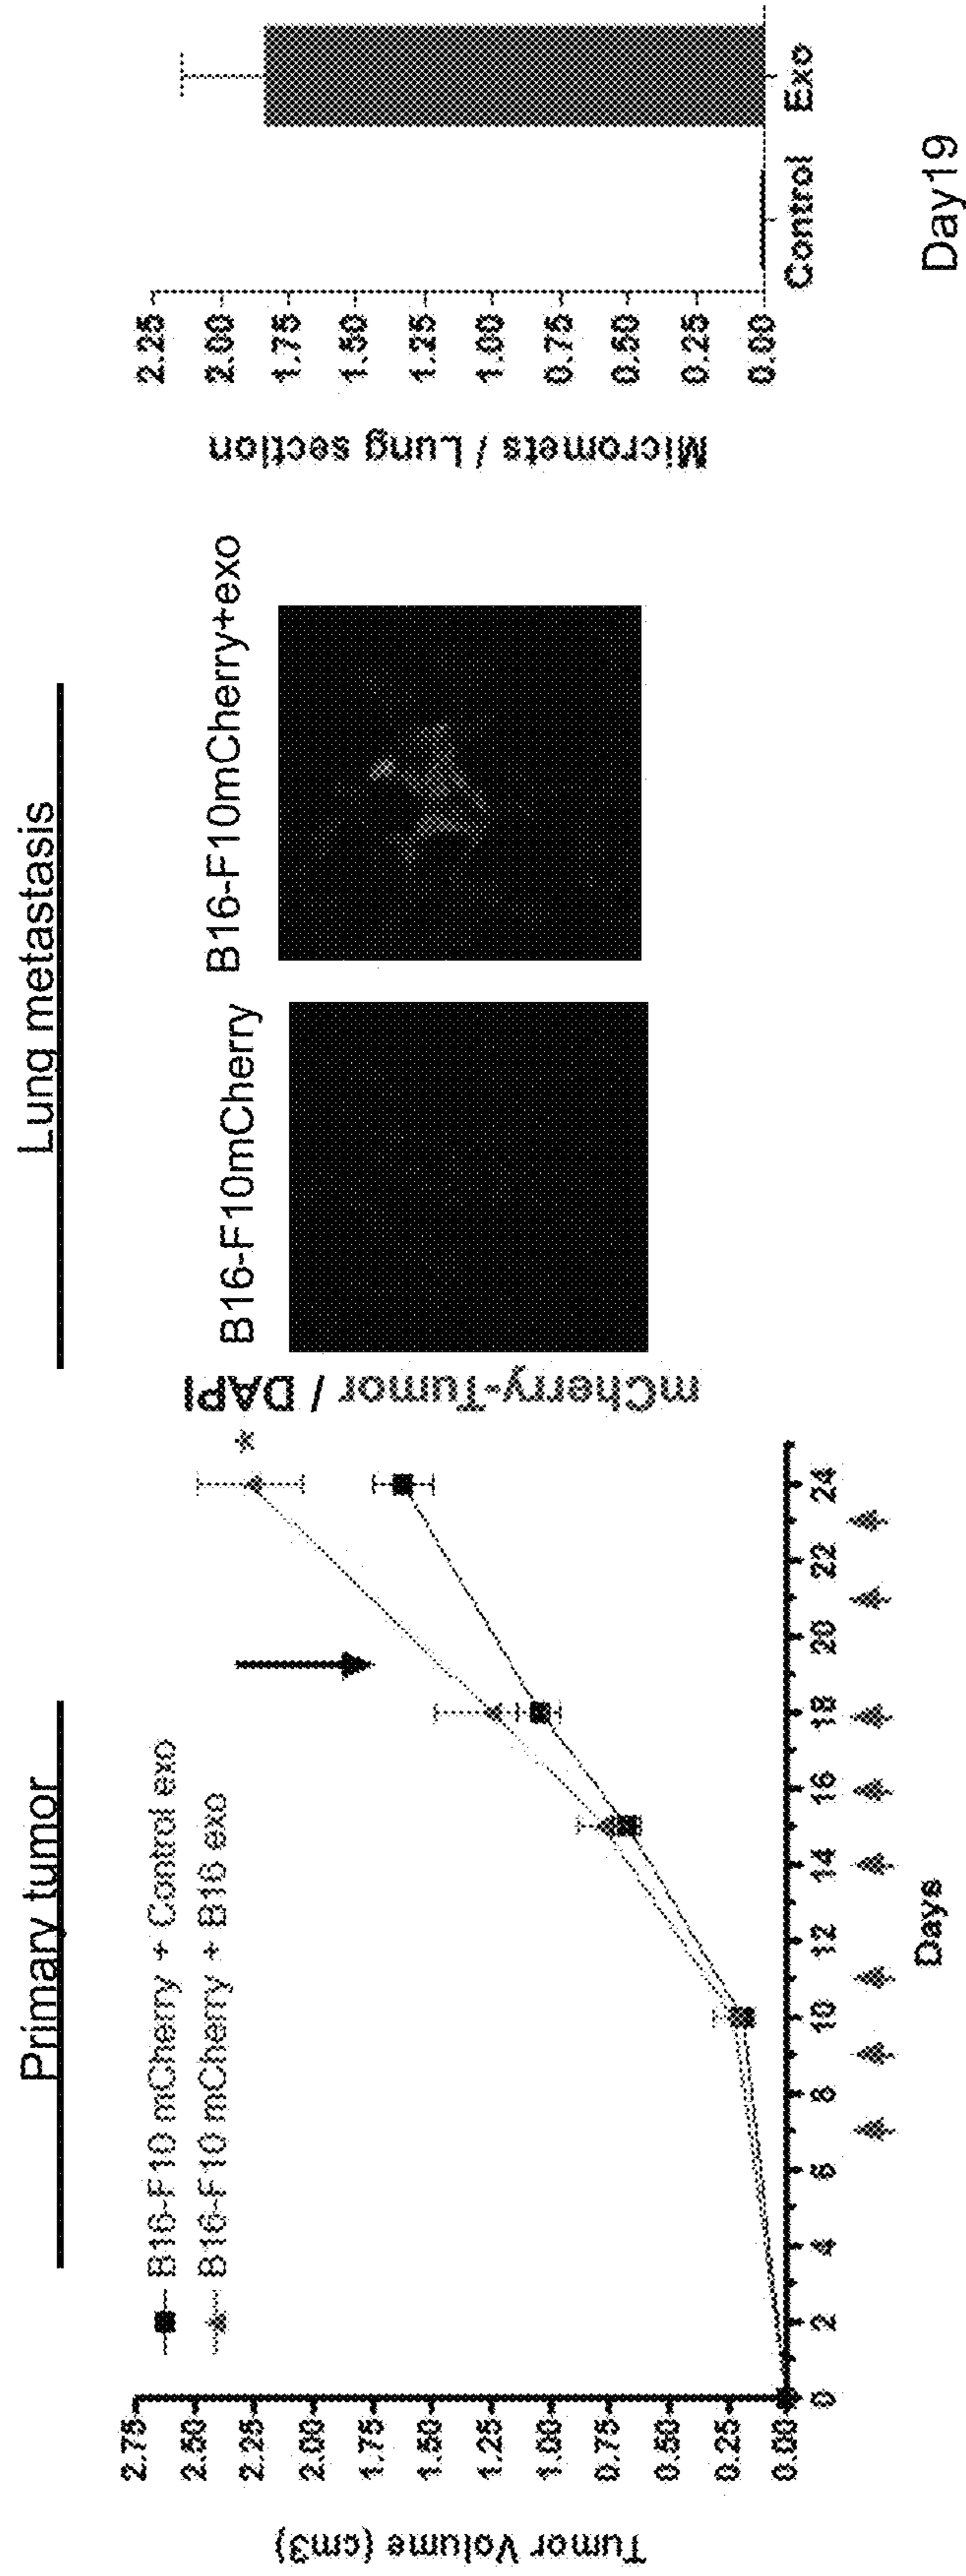 Primary tumor
B16-F10 mCherry + Control exo
B16-F10 mCherry + B16 exo
Tumor Volume (cm3)
2.75
2.50
2.25
2.00
1.75
1.50
1.25
1.00
0.75
0.50
0.25
0.00
0 2 4 6 8 10 12 14 16 18 20 22 24
Days
*
Lung metastasis
mCherry-Tumor / DAPI
B16-F10mCherry
B16-F10mCherry+exo
Micromets / Lung section
2.25
2.00
1.75
1.50
1.25
1.00
0.75
0.50
0.25
0.00
Control Exo
Day19